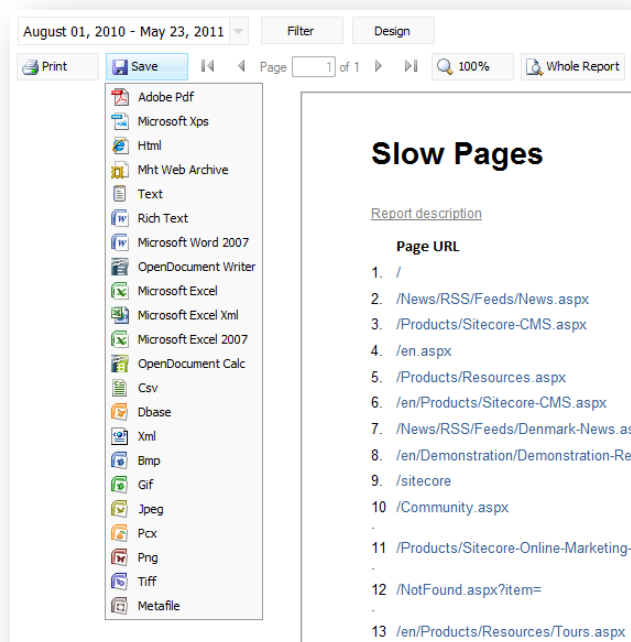 August 01, 2010 - May 23, 2011 Filter Design
Print Save Page 1 of 1 100% Whole Report
Adobe Pdf
Microsoft Xps
Html
Mht Web Archive
Text
Rich Text
Microsoft Word 2007
OpenDocument Writer
Microsoft Excel
Microsoft Excel Xml
Microsoft Excel 2007
OpenDocument Calc
Csv
Dbase
Xml
Bmp
Gif
Jpeg
Pcx
Png
Tiff
Metafile
Slow Pages
Report description
Page URL
1. /
2. /News/RSS/Feeds/News.aspx
3. /Products/Sitecore-CMS.aspx
4. /en.aspx
5. /Products/Resources.aspx
6. /en/Products/Sitecore-CMS.aspx
7. /News/RSS/Feeds/Denmark-News.as
8. /en/Demonstration/Demonstration-Re
9. /sitecore
10 /Community.aspx
.
11 /Products/Sitecore-Online-Marketing-
.
12 /NotFound.aspx?item=
.
13 /en/Products/Resources/Tours.aspx